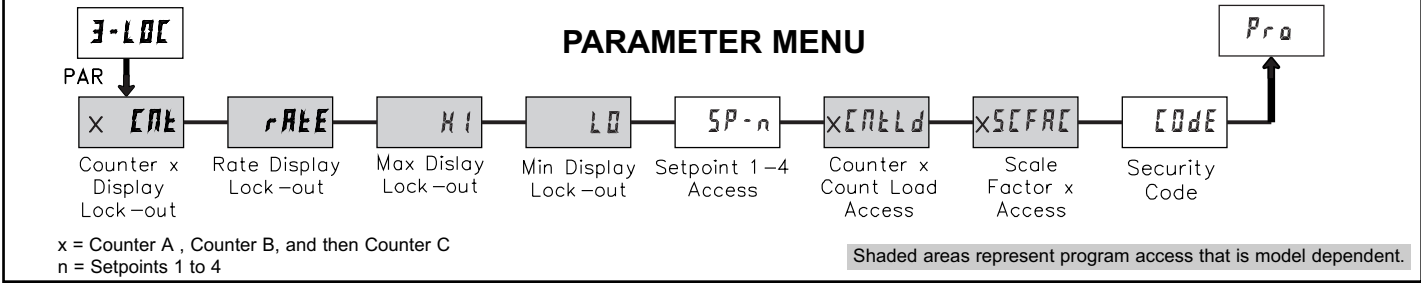 3-LOC
PARAMETER MENU
Pro
PAR
x CNt
rAtE
HI
LO
SP-n
xCNtLd
xSCFAC
COdE
Counter x
Display
Lock-out
Rate Display
Lock-out
Max Dislay
Lock-out
Min Display
Lock-out
Setpoint 1-4
Access
Counter x
Count Load
Access
Scale
Factor x
Access
Security
Code
x = Counter A , Counter B, and then Counter C
n = Setpoints 1 to 4
Shaded areas represent program access that is model dependent.